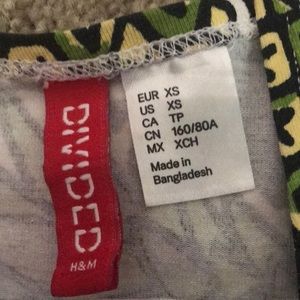 DIVIDED
H&M
EUR XS
US XS
CA TP
CN 160/80A
MX XCH
Made in
Bangladesh